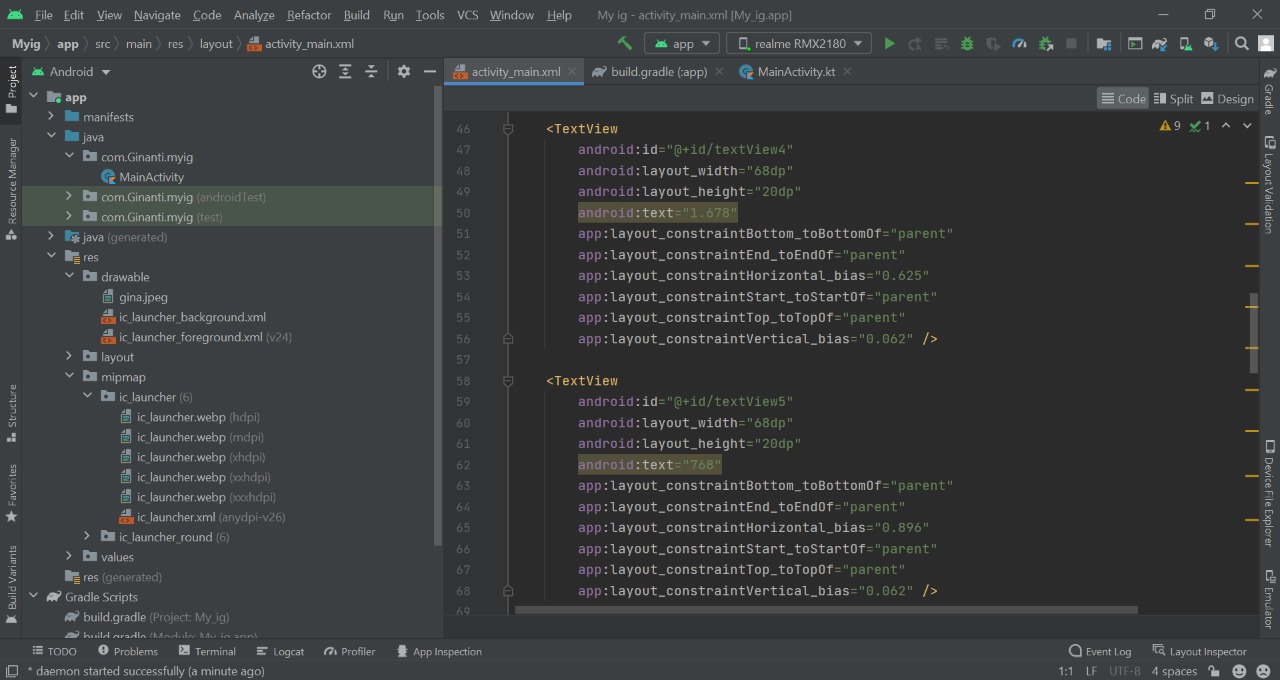 File Edit View Navigate Code Analyze Refactor Build Run Tools VCS Window Help My ig - activity_main.xml [My_ig.app]
Myig app src main res layout activity_main.xml app realme RMX2180
Project
Resource Manager
Structure
Favorites
Build Variants
Android
app
manifests
java
com.Ginanti.myig
MainActivity
com.Ginanti.myig (androidTest)
com.Ginanti.myig (test)
java (generated)
res
drawable
gina.jpeg
ic_launcher_background.xml
ic_launcher_foreground.xml (v24)
layout
mipmap
ic_launcher (6)
ic_launcher.webp (hdpi)
ic_launcher.webp (mdpi)
ic_launcher.webp (xhdpi)
ic_launcher.webp (xxhdpi)
ic_launcher.webp (xxxhdpi)
ic_launcher.xml (anydpi-v26)
ic_launcher_round (6)
values
res (generated)
Gradle Scripts
build.gradle (Project: My_ig)
build.gradle (Module: My_ig.app)
activity_main.xml build.gradle (:app) MainActivity.kt
Code Split Design
9 1
46 <TextView
47 android:id="@+id/textView4"
48 android:layout_width="68dp"
49 android:layout_height="20dp"
50 android:text="1.678"
51 app:layout_constraintBottom_toBottomOf="parent"
52 app:layout_constraintEnd_toEndOf="parent"
53 app:layout_constraintHorizontal_bias="0.625"
54 app:layout_constraintStart_toStartOf="parent"
55 app:layout_constraintTop_toTopOf="parent"
56 app:layout_constraintVertical_bias="0.062" />
57
58 <TextView
59 android:id="@+id/textView5"
60 android:layout_width="68dp"
61 android:layout_height="20dp"
62 android:text="768"
63 app:layout_constraintBottom_toBottomOf="parent"
64 app:layout_constraintEnd_toEndOf="parent"
65 app:layout_constraintHorizontal_bias="0.896"
66 app:layout_constraintStart_toStartOf="parent"
67 app:layout_constraintTop_toTopOf="parent"
68 app:layout_constraintVertical_bias="0.062" />
69
Gradle
Layout Validation
Device File Explorer
Emulator
TODO Problems Terminal Logcat Profiler App Inspection Event Log Layout Inspector
* daemon started successfully (a minute ago) 1:1 LF UTF-8 4 spaces